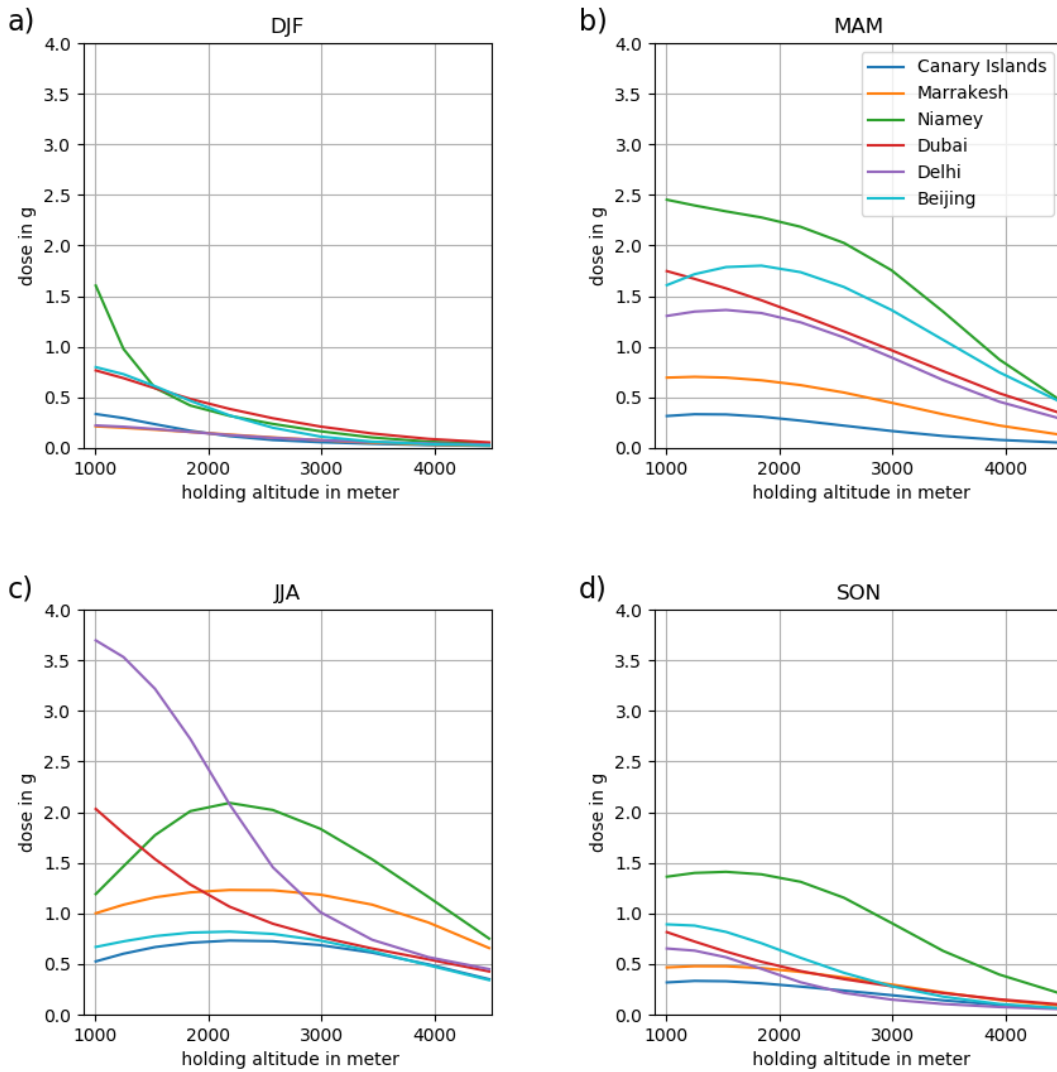 a)
DJF
4.0
3.5
3.0
2.5
2.0
1.5
1.0
0.5
0.0
dose in g
1000 2000 3000 4000
holding altitude in meter
b)
MAM
4.0
3.5
3.0
2.5
2.0
1.5
1.0
0.5
0.0
dose in g
Canary Islands
Marrakesh
Niamey
Dubai
Delhi
Beijing
1000 2000 3000 4000
holding altitude in meter
c)
JJA
4.0
3.5
3.0
2.5
2.0
1.5
1.0
0.5
0.0
dose in g
1000 2000 3000 4000
holding altitude in meter
d)
SON
4.0
3.5
3.0
2.5
2.0
1.5
1.0
0.5
0.0
dose in g
1000 2000 3000 4000
holding altitude in meter